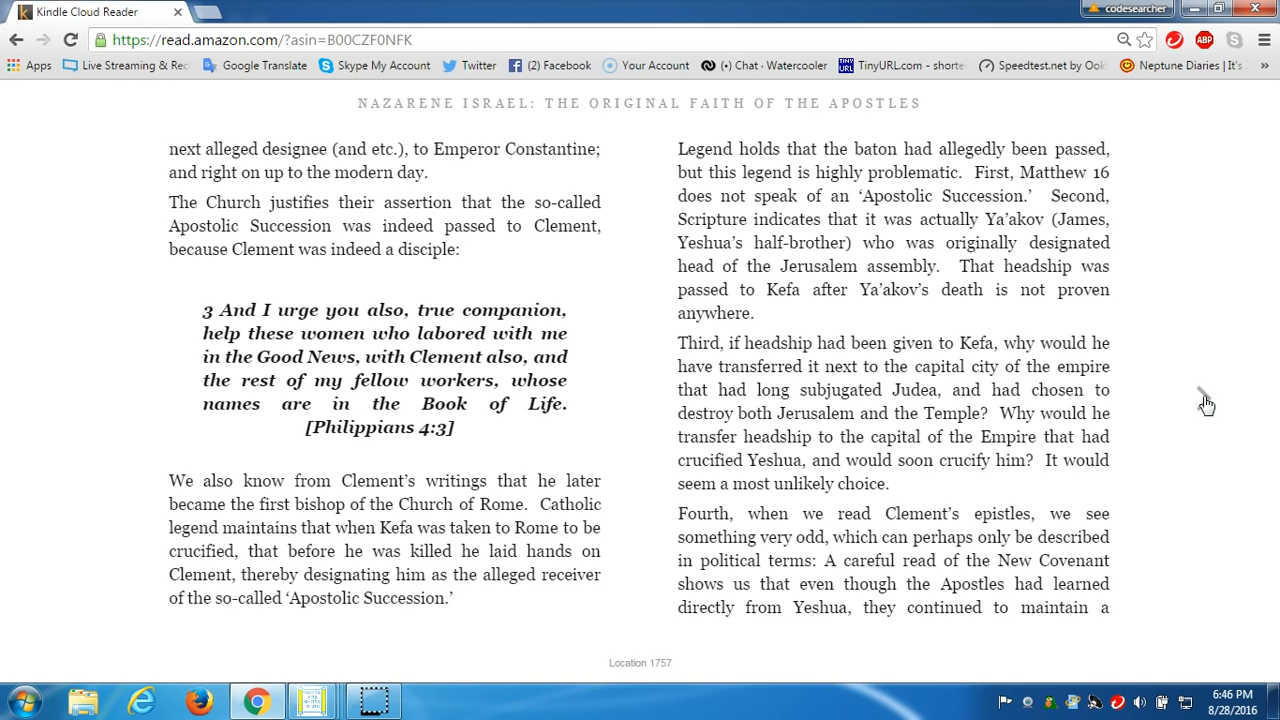 Kindle Cloud Reader
codesearcher
https://read.amazon.com/?asin=B00CZF0NFK
Apps
Live Streaming & Rec
Google Translate
Skype My Account
Twitter
(2) Facebook
Your Account
(•) Chat · Watercooler
TinyURL.com - shorte
Speedtest.net by Ook
Neptune Diaries | It's
NAZARENE ISRAEL: THE ORIGINAL FAITH OF THE APOSTLES
next alleged designee (and etc.), to Emperor Constantine;
and right on up to the modern day.
The Church justifies their assertion that the so-called
Apostolic Succession was indeed passed to Clement,
because Clement was indeed a disciple:
3 And I urge you also, true companion,
help these women who labored with me
in the Good News, with Clement also, and
the rest of my fellow workers, whose
names are in the Book of Life.
[Philippians 4:3]
We also know from Clement's writings that he later
became the first bishop of the Church of Rome. Catholic
legend maintains that when Kefa was taken to Rome to be
crucified, that before he was killed he laid hands on
Clement, thereby designating him as the alleged receiver
of the so-called 'Apostolic Succession.'
Legend holds that the baton had allegedly been passed,
but this legend is highly problematic. First, Matthew 16
does not speak of an 'Apostolic Succession.' Second,
Scripture indicates that it was actually Ya'akov (James,
Yeshua's half-brother) who was originally designated
head of the Jerusalem assembly. That headship was
passed to Kefa after Ya'akov's death is not proven
anywhere.
Third, if headship had been given to Kefa, why would he
have transferred it next to the capital city of the empire
that had long subjugated Judea, and had chosen to
destroy both Jerusalem and the Temple? Why would he
transfer headship to the capital of the Empire that had
crucified Yeshua, and would soon crucify him? It would
seem a most unlikely choice.
Fourth, when we read Clement's epistles, we see
something very odd, which can perhaps only be described
in political terms: A careful read of the New Covenant
shows us that even though the Apostles had learned
directly from Yeshua, they continued to maintain a
Location 1757
6:46 PM
8/28/2016